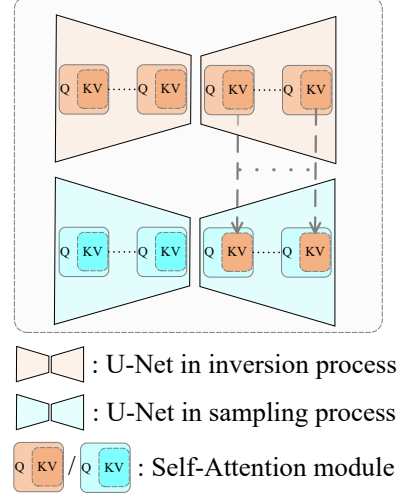 Q KV ...... Q KV Q KV ...... Q KV
Q KV ...... Q KV Q KV ...... Q KV
: U-Net in inversion process
: U-Net in sampling process
Q KV / Q KV : Self-Attention module